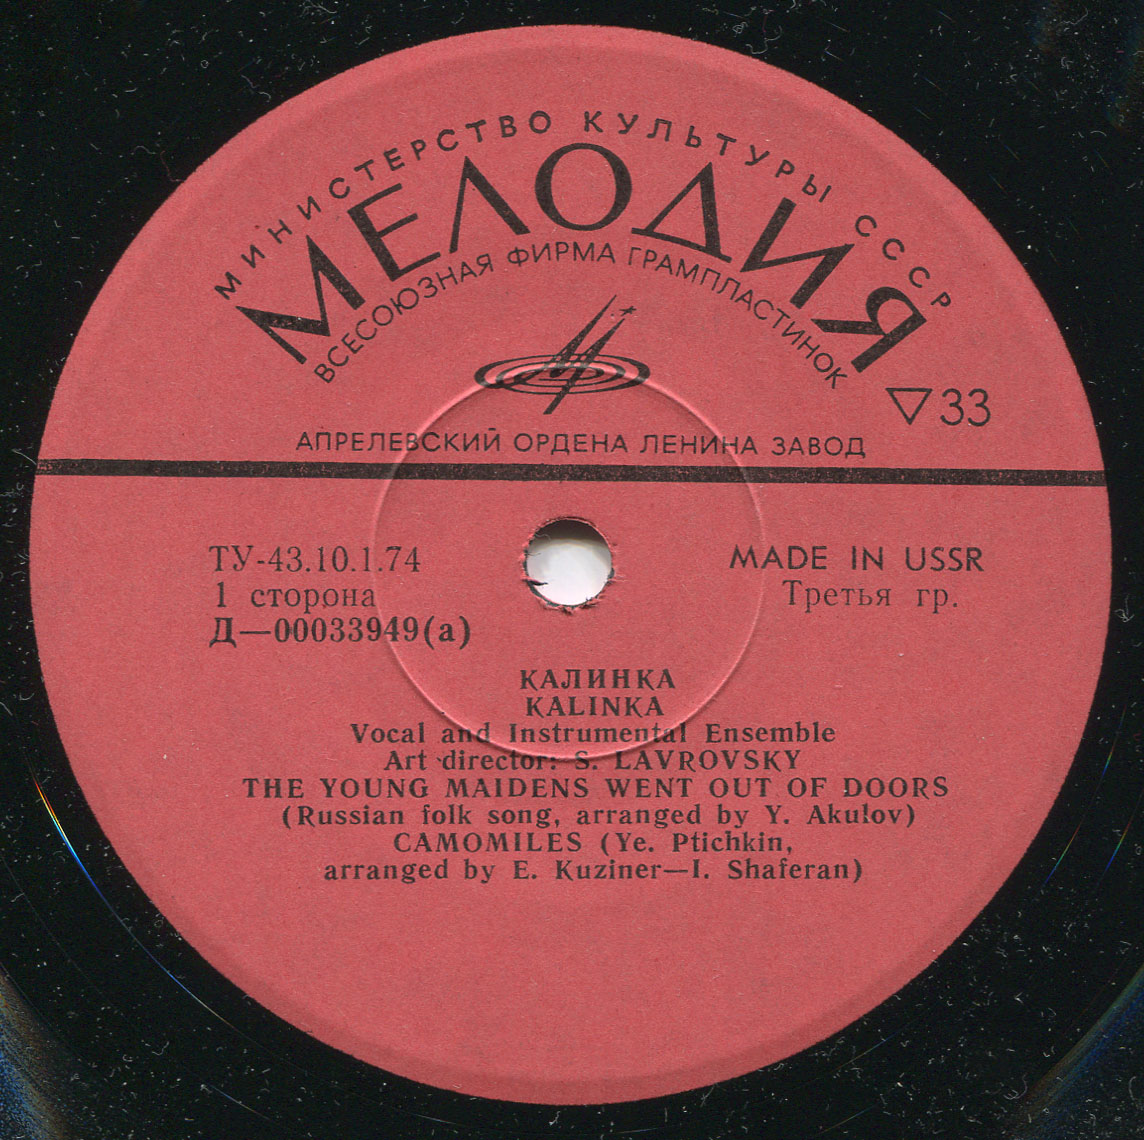 МИНИСТЕРСТВО КУЛЬТУРЫ СССР
МЕЛОДИЯ
ВСЕСОЮЗНАЯ ФИРМА ГРАМПЛАСТИНОК
▽33
АПРЕЛЕВСКИЙ ОРДЕНА ЛЕНИНА ЗАВОД
ТУ-43.10.1.74
MADE IN USSR
1 сторона
Третья гр.
Д—00033949(а)
КАЛИНКА
KALINKA
Vocal and Instrumental Ensemble
Art director: S. LAVROVSKY
THE YOUNG MAIDENS WENT OUT OF DOORS
(Russian folk song, arranged by Y. Akulov)
CAMOMILES (Ye. Ptichkin,
arranged by E. Kuziner—I. Shaferan)